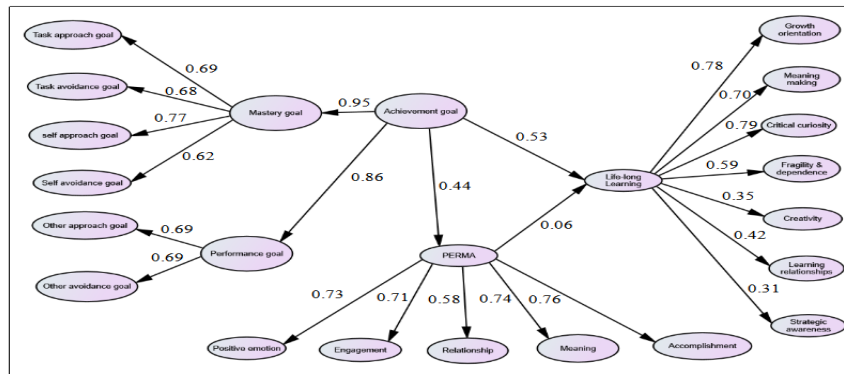 Task approach goal
0.69
Task avoidance goal
0.68
self approach goal
0.77
Self avoidance goal
0.62
Mastery goal
0.95
Achievement goal
0.86
0.44
0.53
Other approach goal
0.69
Other avoidance goal
0.69
Performance goal
PERMA
0.06
Life-long
Learning
0.73
Positive emotion
0.71
Engagement
0.58
Relationship
0.74
Meaning
0.76
Accomplishment
Growth
orientation
0.78
Meaning
making
0.70
Critical curiosity
0.79
Fragility &
dependence
0.59
Creativity
0.35
Learning
relationships
0.42
Strategic
awareness
0.31